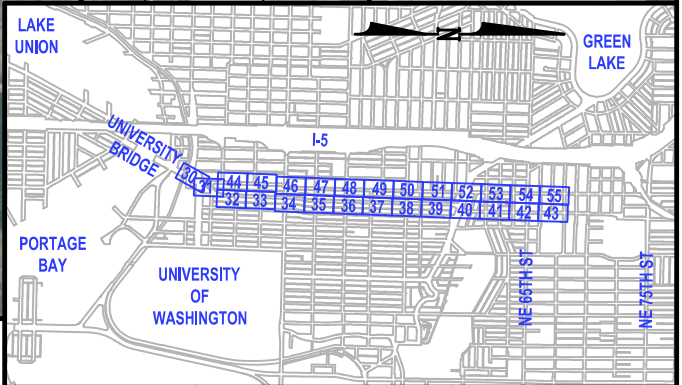 LAKE
UNION
N
GREEN
LAKE
UNIVERSITY
BRIDGE
I-5
30
31
44 45 46 47 48 49 50 51 52 53 54 55
32 33 34 35 36 37 38 39 40 41 42 43
PORTAGE
BAY
UNIVERSITY
OF
WASHINGTON
NE 65TH ST
NE 75TH ST